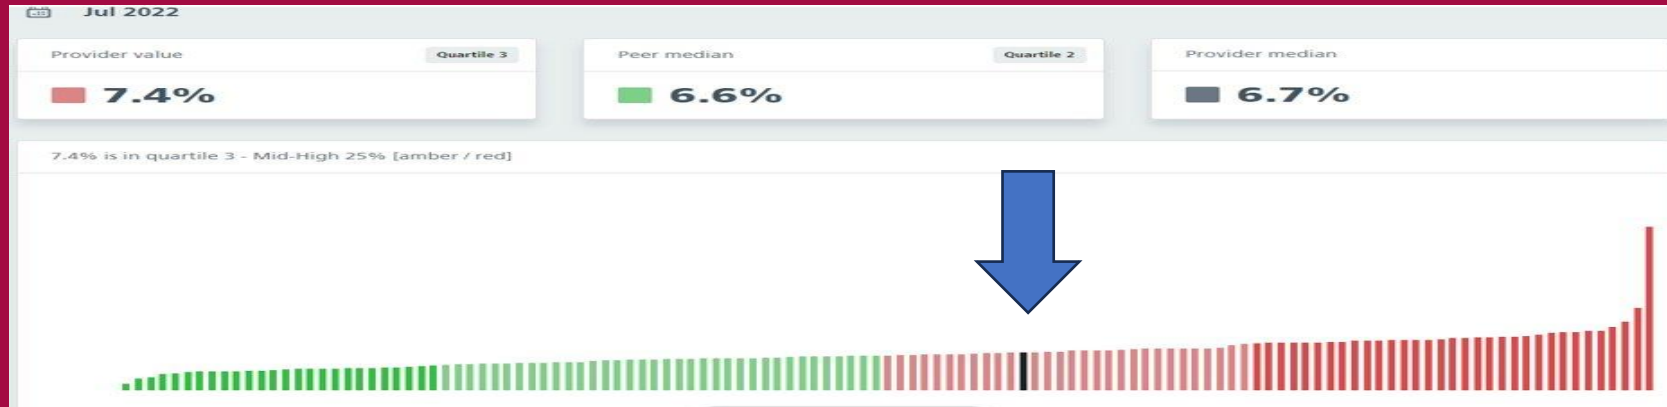 Jul 2022
Provider value Quartile 3
7.4%
Peer median Quartile 2
6.6%
Provider median
6.7%
7.4% is in quartile 3 - Mid-High 25% [amber / red]